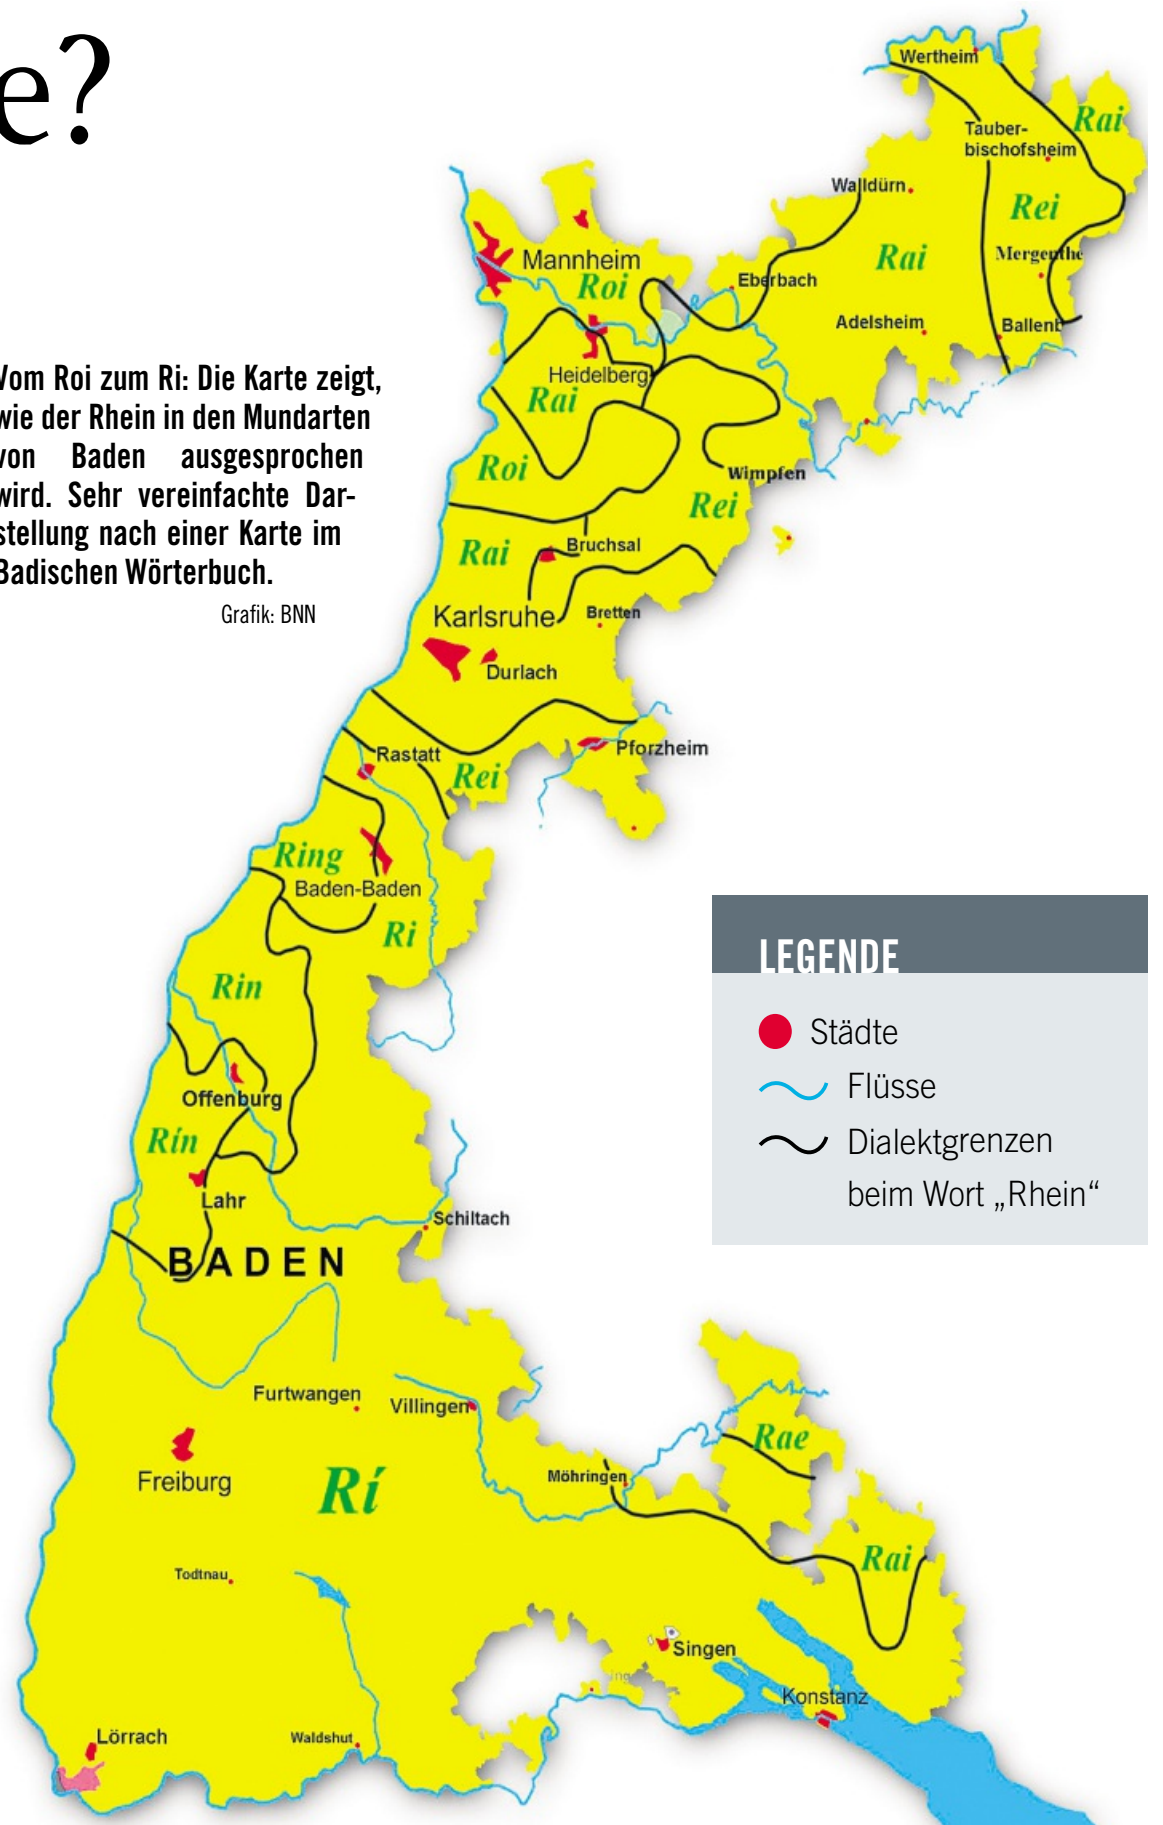 e?
Vom Roi zum Ri: Die Karte zeigt,
wie der Rhein in den Mundarten
von Baden ausgesprochen
wird. Sehr vereinfachte Dar-
stellung nach einer Karte im
Badischen Wörterbuch.
Grafik: BNN
Wertheim
Rai
Tauber-
bischofsheim
Walldürn
Rei
Mergenthe
Rai
Mannheim
Roi
Eberbach
Adelsheim
Ballenb
Heidelberg
Rai
Roi
Wimpfen
Rei
Rai
Bruchsal
Karlsruhe
Bretten
Durlach
Rastatt
Pforzheim
Rei
Ring
Baden-Baden
Ri
Rin
Offenburg
Rín
Lahr
Schiltach
BADEN
Furtwangen
Villingen
Freiburg
Rí
Möhringen
Rae
Rai
Todtnau
Singen
ing
Konstanz
Lörrach
Waldshut
LEGENDE
Städte
Flüsse
Dialektgrenzen
beim Wort „Rhein“